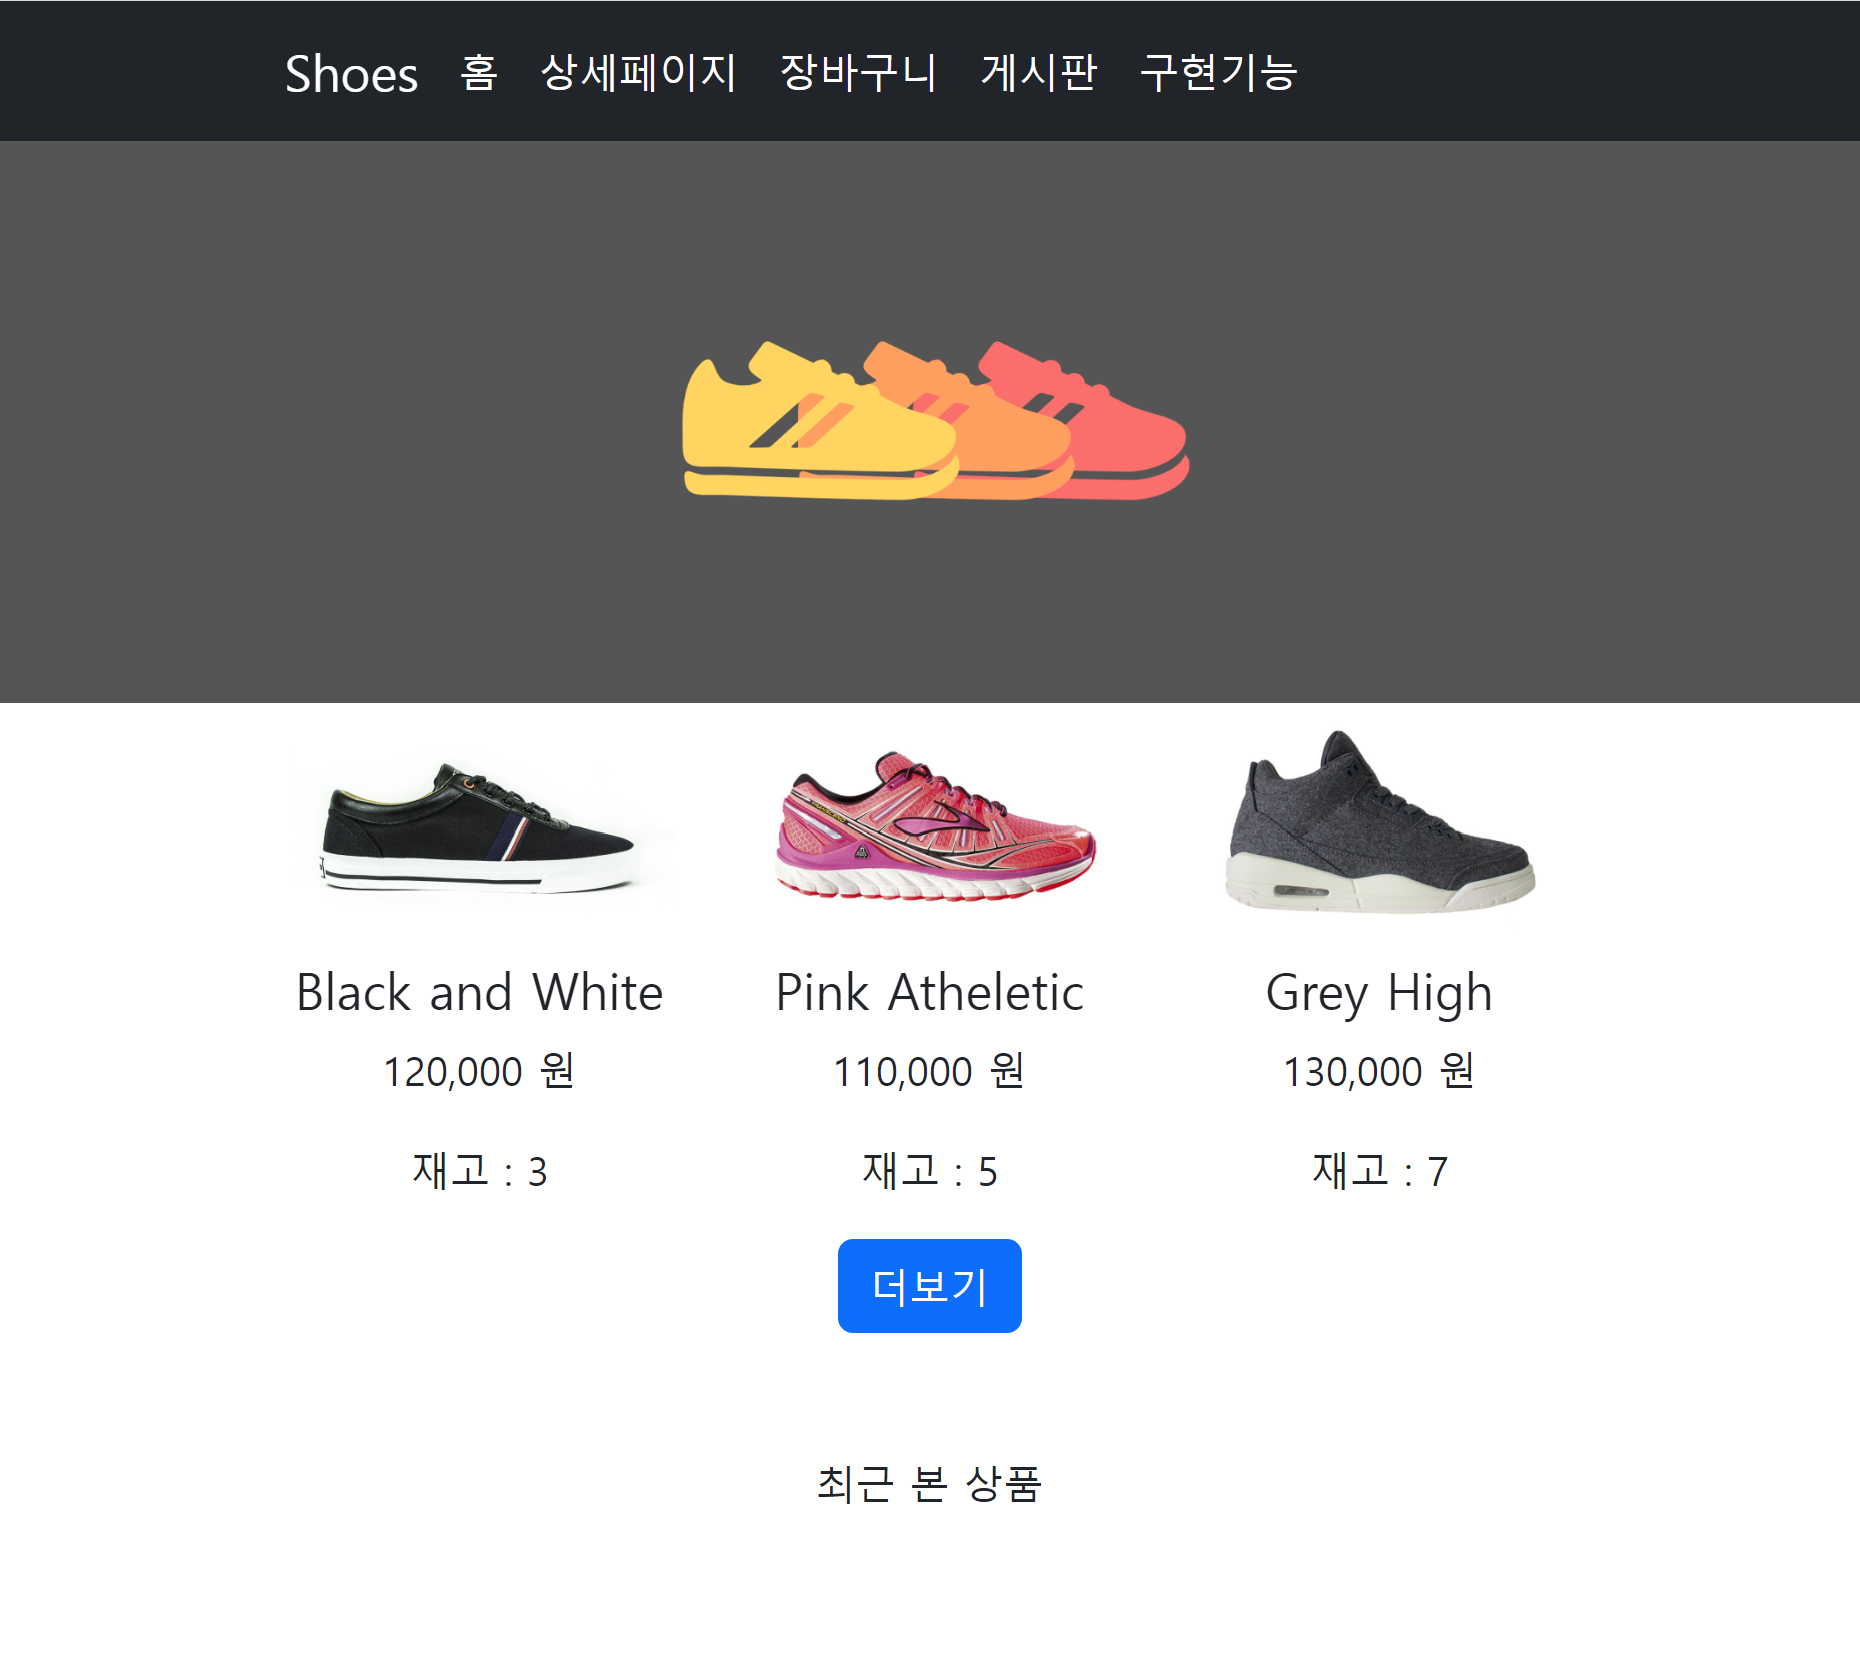 Shoes 홈 상세페이지 장바구니 게시판 구현기능
Black and White
120,000 원
재고 : 3
Pink Atheletic
110,000 원
재고 : 5
Grey High
130,000 원
재고 : 7
더보기
최근 본 상품